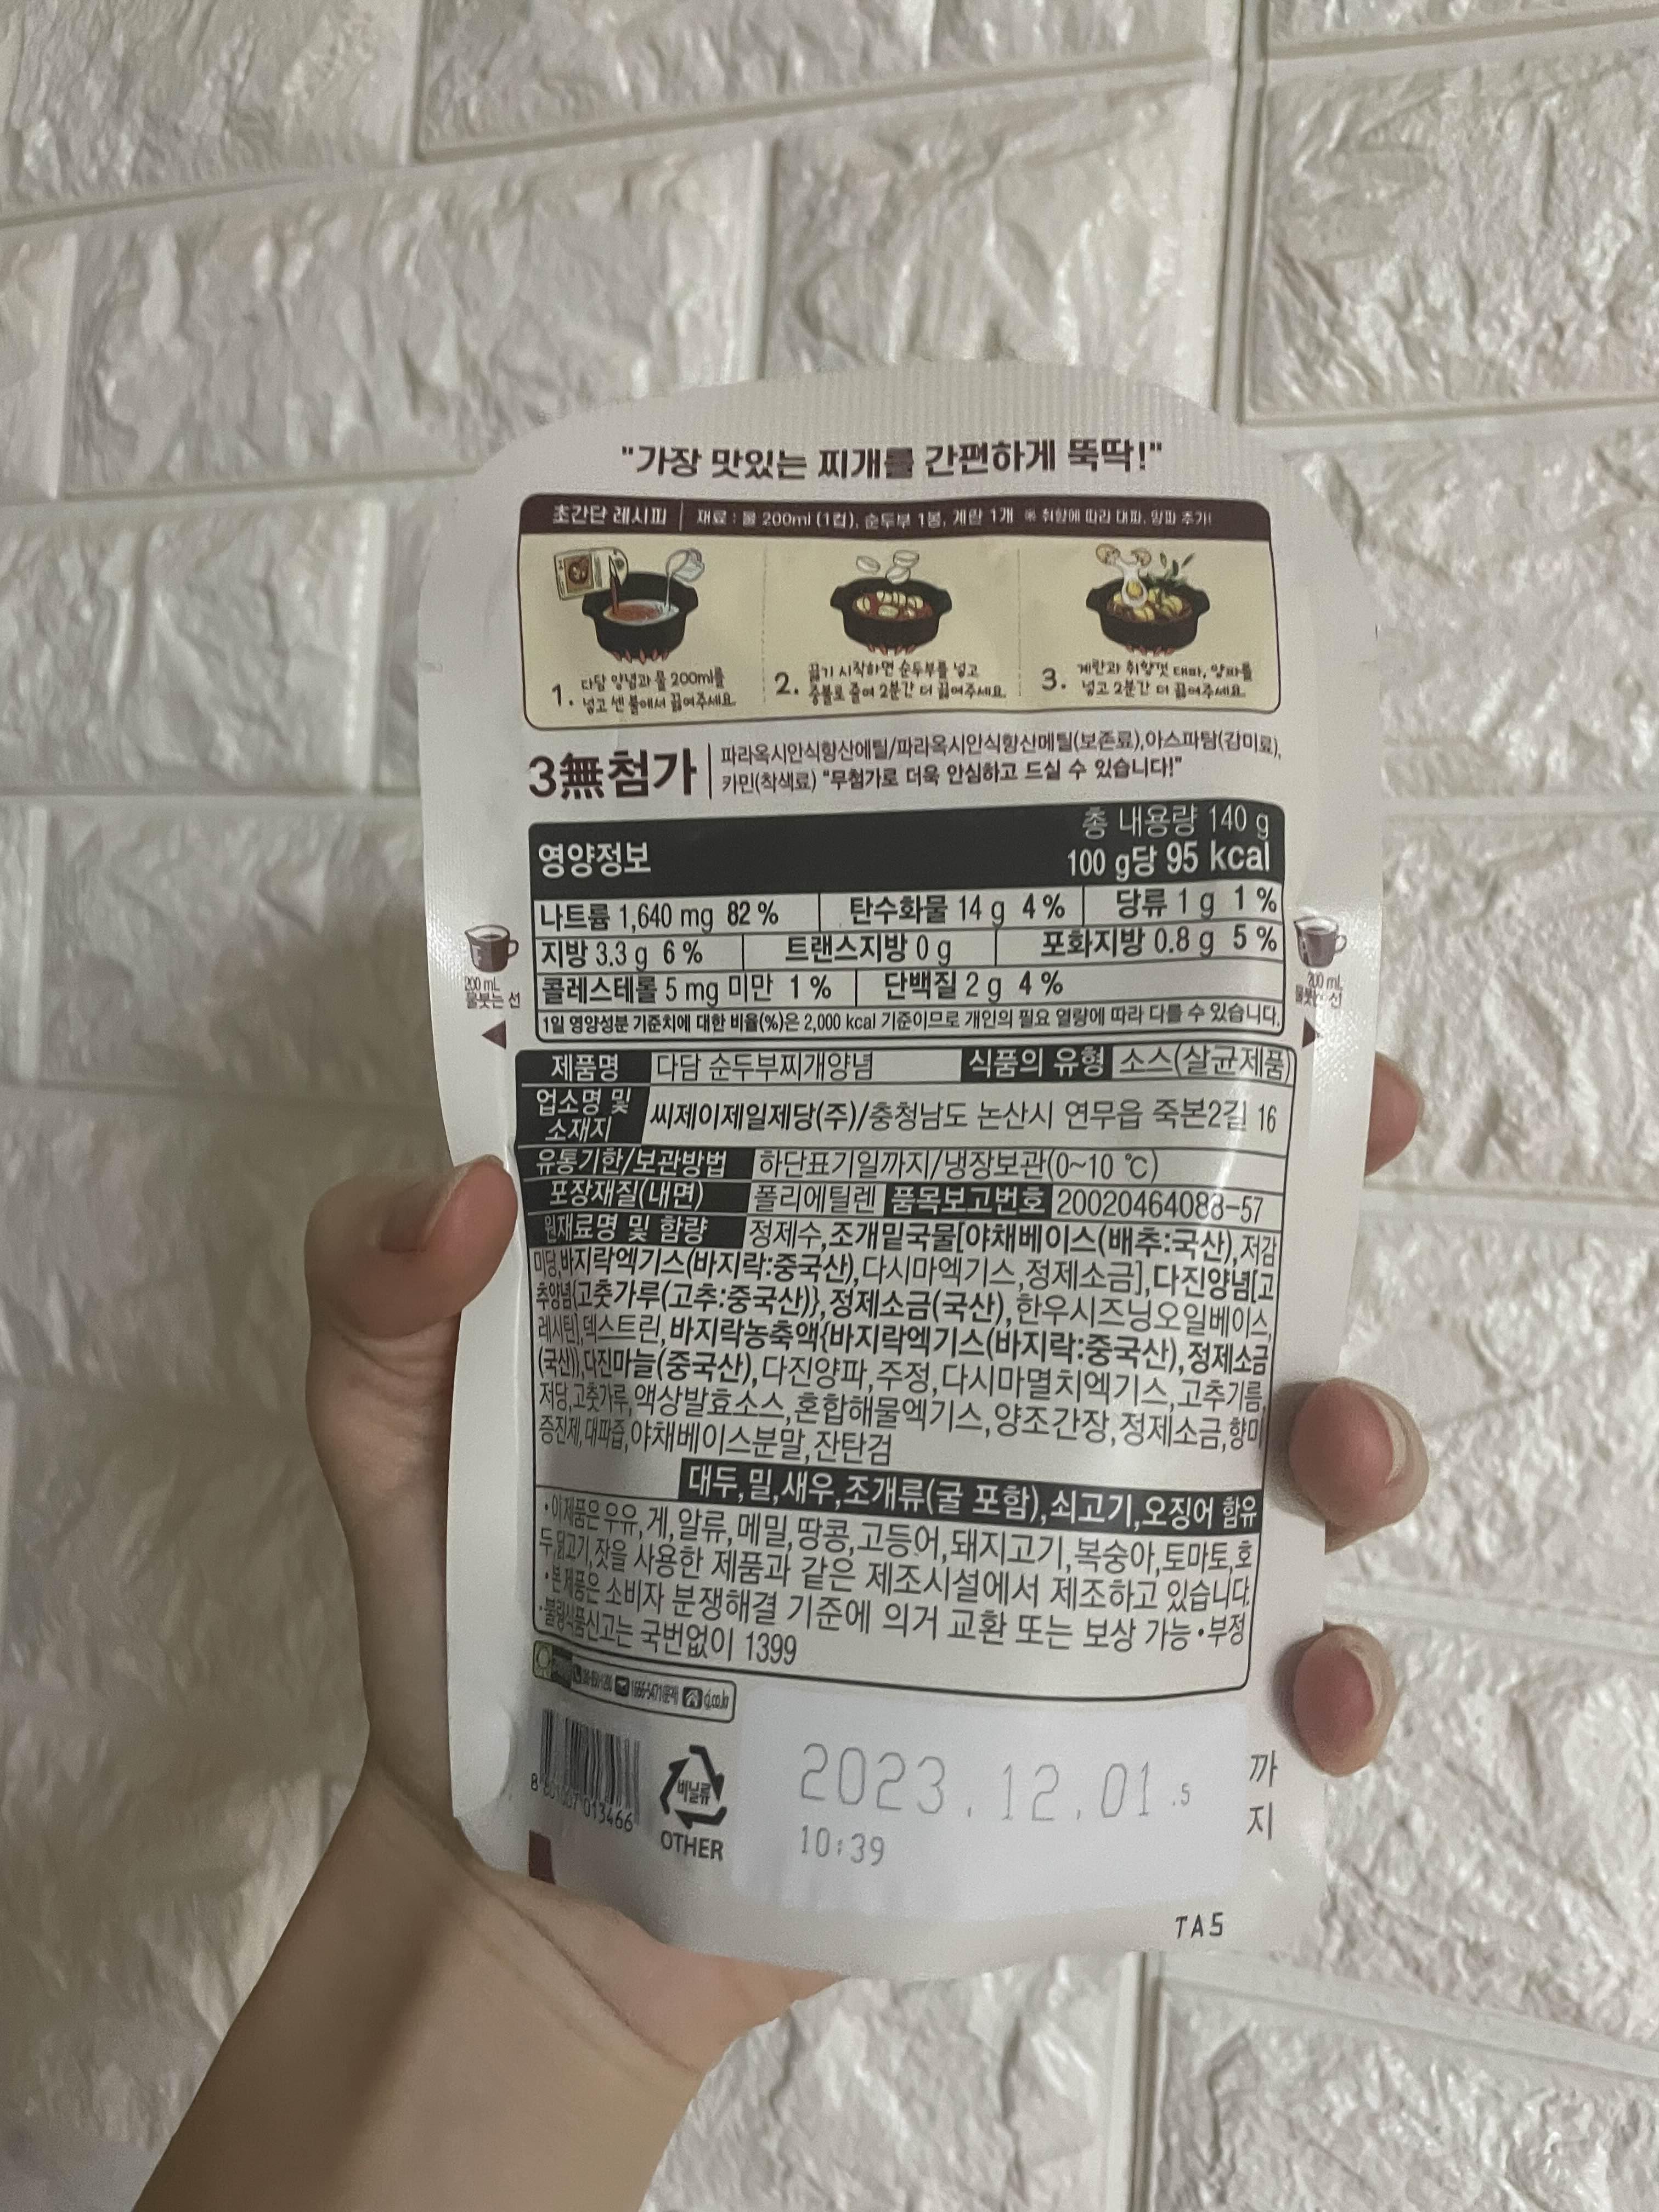 "가장 맛있는 찌개를 간편하게 뚝딱!"
초간단 레시피 | 재료 : 물 200ml (1컵), 순두부 1봉, 계란 1개 ※ 취향에 따라 대파, 양파 추가!
1. 다담 양념과 물 200ml를
넣고 센 불에서 끓여주세요.
2. 끓기 시작하면 순두부를 넣고
중불로 줄여 2분간 더 끓여주세요.
3. 계란과 취향껏 대파, 양파를
넣고 2분간 더 끓여주세요.
3無첨가
파라옥시안식향산에틸/파라옥시안식향산메틸(보존료),아스파탐(감미료),
카민(착색료) "무첨가로 더욱 안심하고 드실 수 있습니다!"
총 내용량 140 g
영양정보 100 g당 95 kcal
나트륨 1,640 mg 82 % 탄수화물 14 g 4 % 당류 1 g 1 %
지방 3.3 g 6 % 트랜스지방 0 g 포화지방 0.8 g 5 %
콜레스테롤 5 mg 미만 1 % 단백질 2 g 4 %
1일 영양성분 기준치에 대한 비율(%)은 2,000 kcal 기준이므로 개인의 필요 열량에 따라 다를 수 있습니다.
200 mL
물붓는 선
200 mL
물붓는 선
제품명 다담 순두부찌개양념 식품의 유형 소스(살균제품)
업소명 및
소재지
씨제이제일제당(주)/충청남도 논산시 연무읍 죽본2길 16
유통기한/보관방법 하단표기일까지/냉장보관(0~10 ℃)
포장재질(내면) 폴리에틸렌 품목보고번호 20020464088-57
원재료명 및 함량 정제수,조개밑국물[야채베이스(배추:국산),저감
미당,바지락엑기스(바지락:중국산),다시마엑기스,정제소금],다진양념[고
추양념{고춧가루(고추:중국산)},정제소금(국산),한우시즈닝오일베이스,
레시틴],덱스트린,바지락농축액{바지락엑기스(바지락:중국산),정제소금
(국산)},다진마늘(중국산),다진양파,주정,다시마멸치엑기스,고추기름,
저당,고춧가루,액상발효소스,혼합해물엑기스,양조간장,정제소금,향미
증진제,대파즙,야채베이스분말,잔탄검
대두,밀,새우,조개류(굴 포함),쇠고기,오징어 함유
•이제품은 우유,게,알류,메밀,땅콩,고등어,돼지고기,복숭아,토마토,호
두,닭고기,잣을 사용한 제품과 같은 제조시설에서 제조하고 있습니다.
•본 제품은 소비자 분쟁해결 기준에 의거 교환 또는 보상 가능 •부정
•불량식품신고는 국번없이 1399
비닐류
OTHER
2023.12.01.5
10:39
까
지
TA5